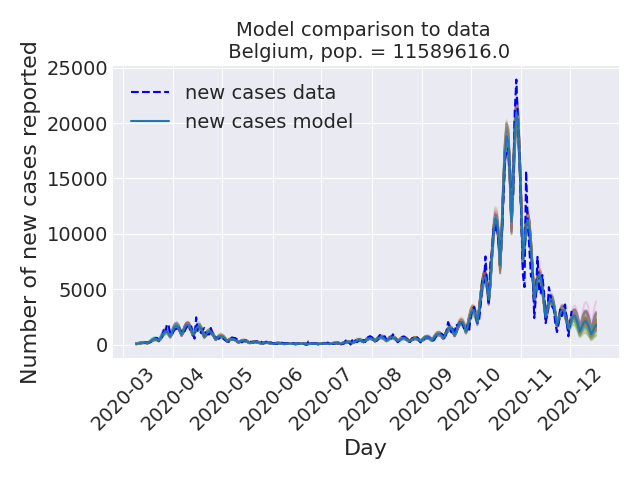 Model comparison to data
Belgium, pop. = 11589616.0
Number of new cases reported
25000
20000
15000
10000
5000
0
new cases data
new cases model
2020-03
2020-04
2020-05
2020-06
2020-07
2020-08
2020-09
2020-10
2020-11
2020-12
Day